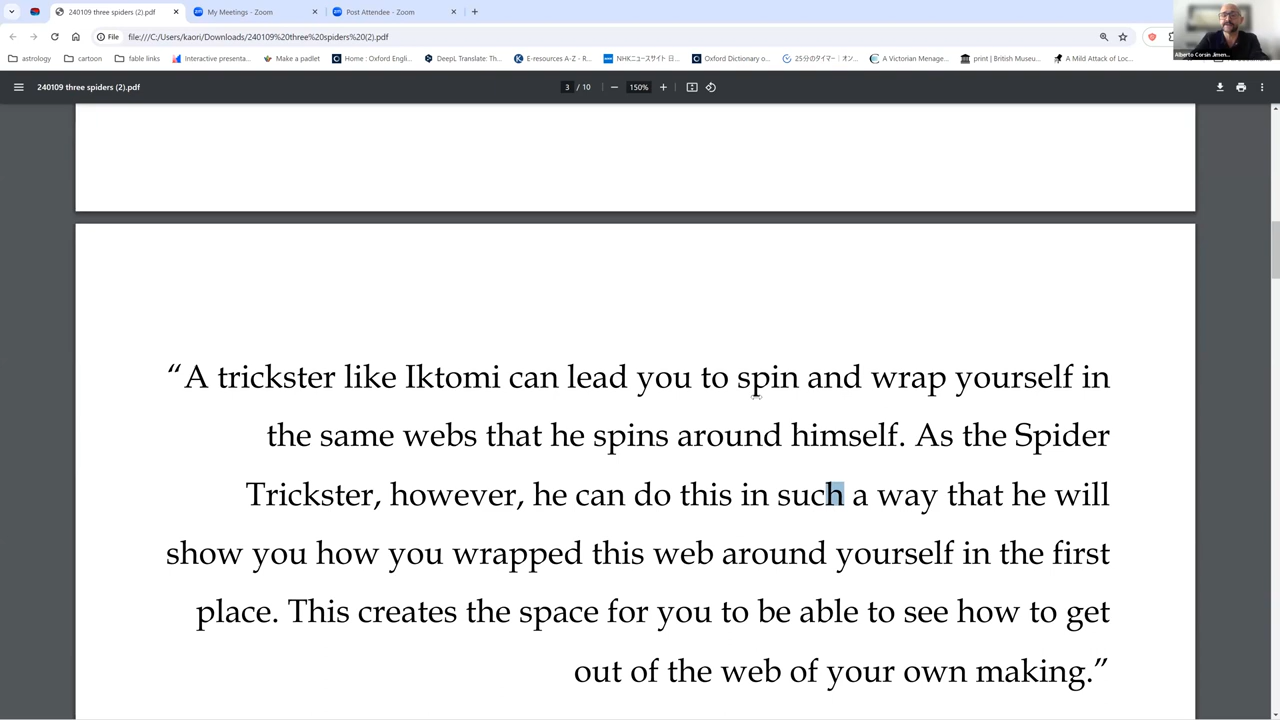 240109 three spiders (2).pdf
My Meetings - Zoom
Post Attendee - Zoom
File
file:///C:/Users/kaori/Downloads/240109%20three%20spiders%20(2).pdf
astrology
cartoon
fable links
Interactive presenta...
Make a padlet
Home : Oxford Engli...
DeepL Translate: Th...
E-resources A-Z - R...
NHKニュースサイト 日...
Oxford Dictionary o...
25分のタイマー｜オン...
A Victorian Menage...
print | British Museu...
A Mild Attack of Loc...
Alberto Corsin Jimen...
240109 three spiders (2).pdf
3 / 10
150%
“A trickster like Iktomi can lead you to spin and wrap yourself in
the same webs that he spins around himself. As the Spider
Trickster, however, he can do this in such a way that he will
show you how you wrapped this web around yourself in the first
place. This creates the space for you to be able to see how to get
out of the web of your own making.”